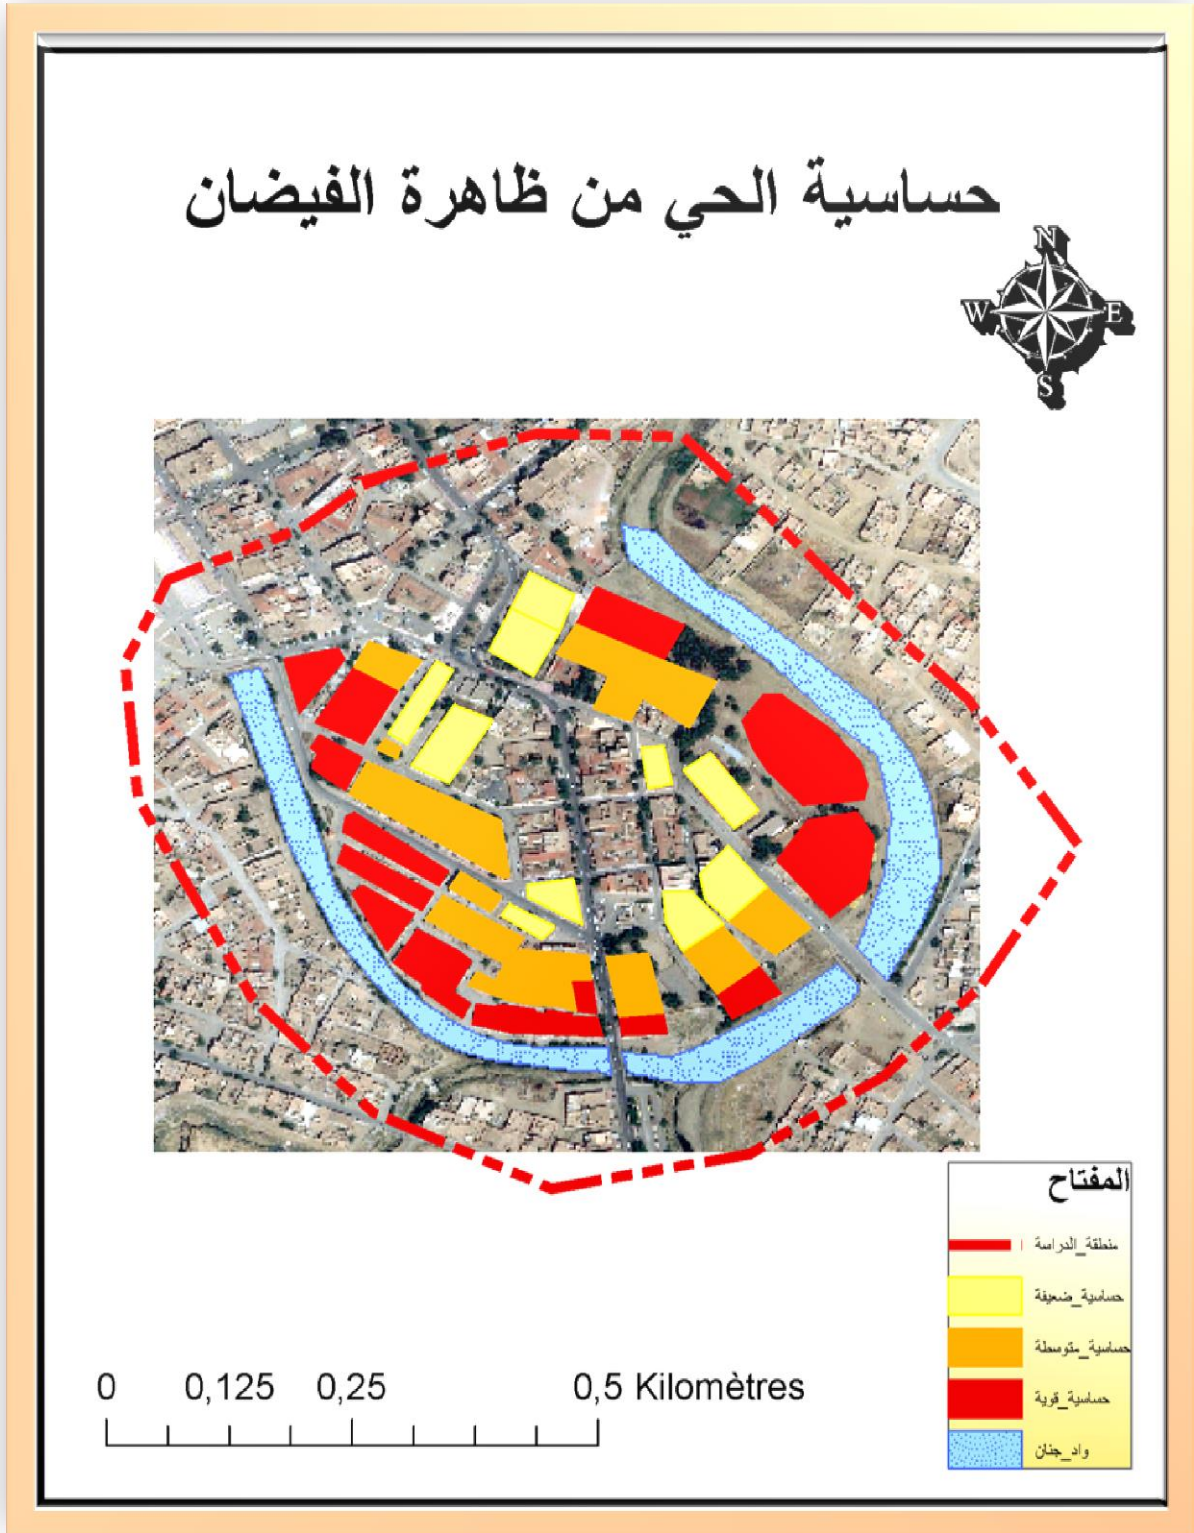 حساسية الحي من ظاهرة الفيضان
N
W E
S
المفتاح
منطقة_الدراسة
حساسية_ضعيفة
حساسية_متوسطة
حساسية_قوية
واد_جنان
0 0,125 0,25 0,5 Kilomètres